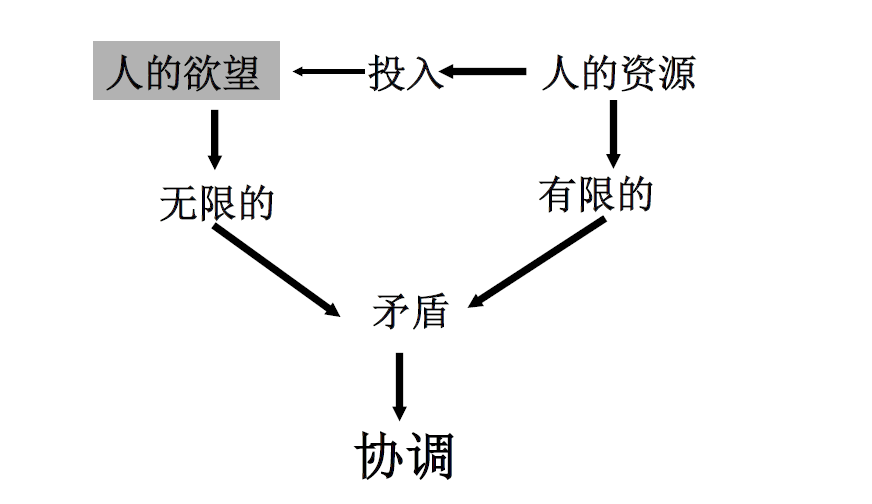 人的欲望 投入 人的资源
无限的 有限的
矛盾
协调